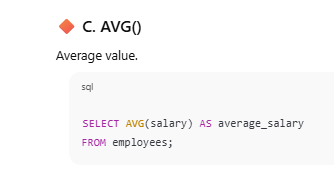 C. AVG()
Average value.
sql
SELECT AVG(salary) AS average_salary
FROM employees;